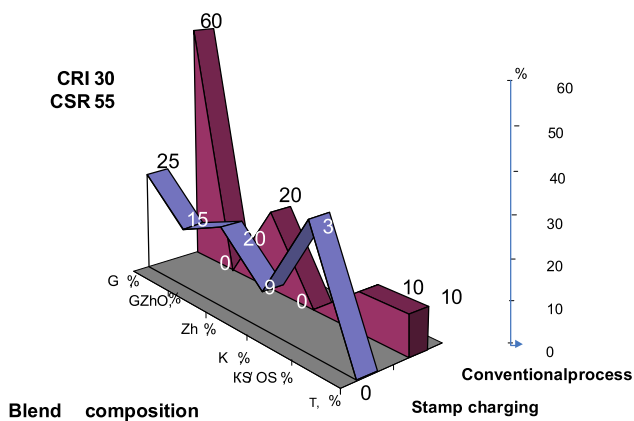 60
CRI 30
CSR 55
%
60
50
25
40
20
15
3
30
20
0
20
9
0
10
10
G %
GZhO,%
10
Zh %
K %
KS/ OS %
0
T, %
0
Conventionalprocess
Stamp charging
Blend composition